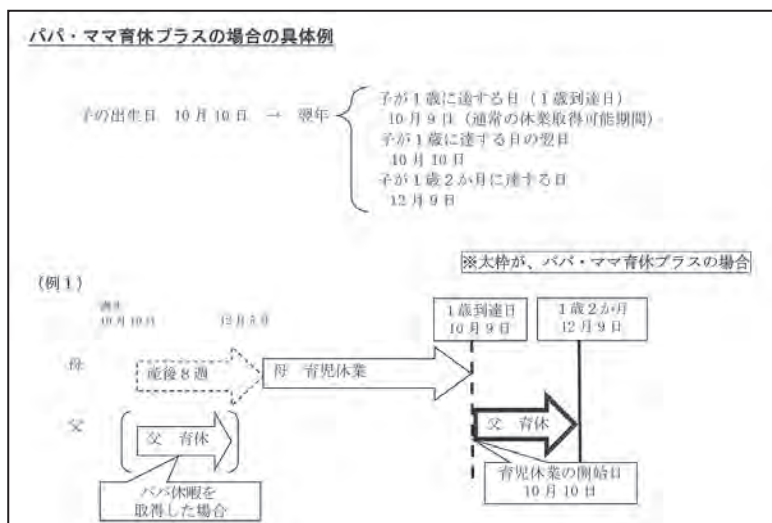 パパ・ママ育休プラスの場合の具体例
子が１歳に達する日（１歳到達日）
子の出生日　10月10日　→　翌年
10月９日（通常の休業取得可能期間）
子が１歳に達する日の翌日
10月10日
子が１歳２か月に達する日
12月９日
※太枠が、パパ・ママ育休プラスの場合
(例１)
10月10日
12月
１歳到達日
10月９日
１歳２か月
12月９日
母
産後８週
母　育児休業
父
父　育休
父　育休
パパ休暇を
取得した場合
育児休業の開始日
10月10日